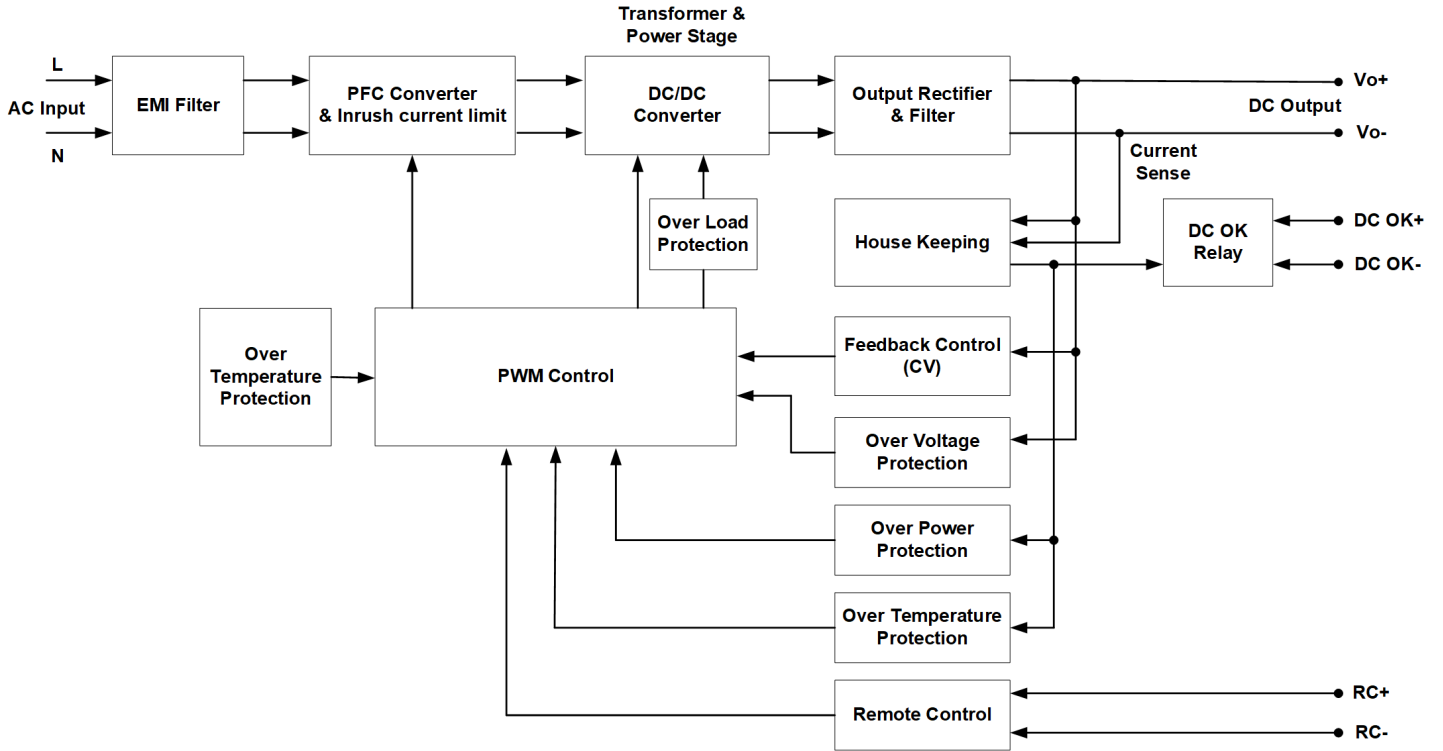 Transformer &
Power Stage
L
AC Input
N
EMI Filter
PFC Converter
& Inrush current limit
DC/DC
Converter
Output Rectifier
& Filter
Vo+
DC Output
Vo-
Current
Sense
Over Load
Protection
House Keeping
DC OK
Relay
DC OK+
DC OK-
Over
Temperature
Protection
PWM Control
Feedback Control
(CV)
Over Voltage
Protection
Over Power
Protection
Over Temperature
Protection
Remote Control
RC+
RC-